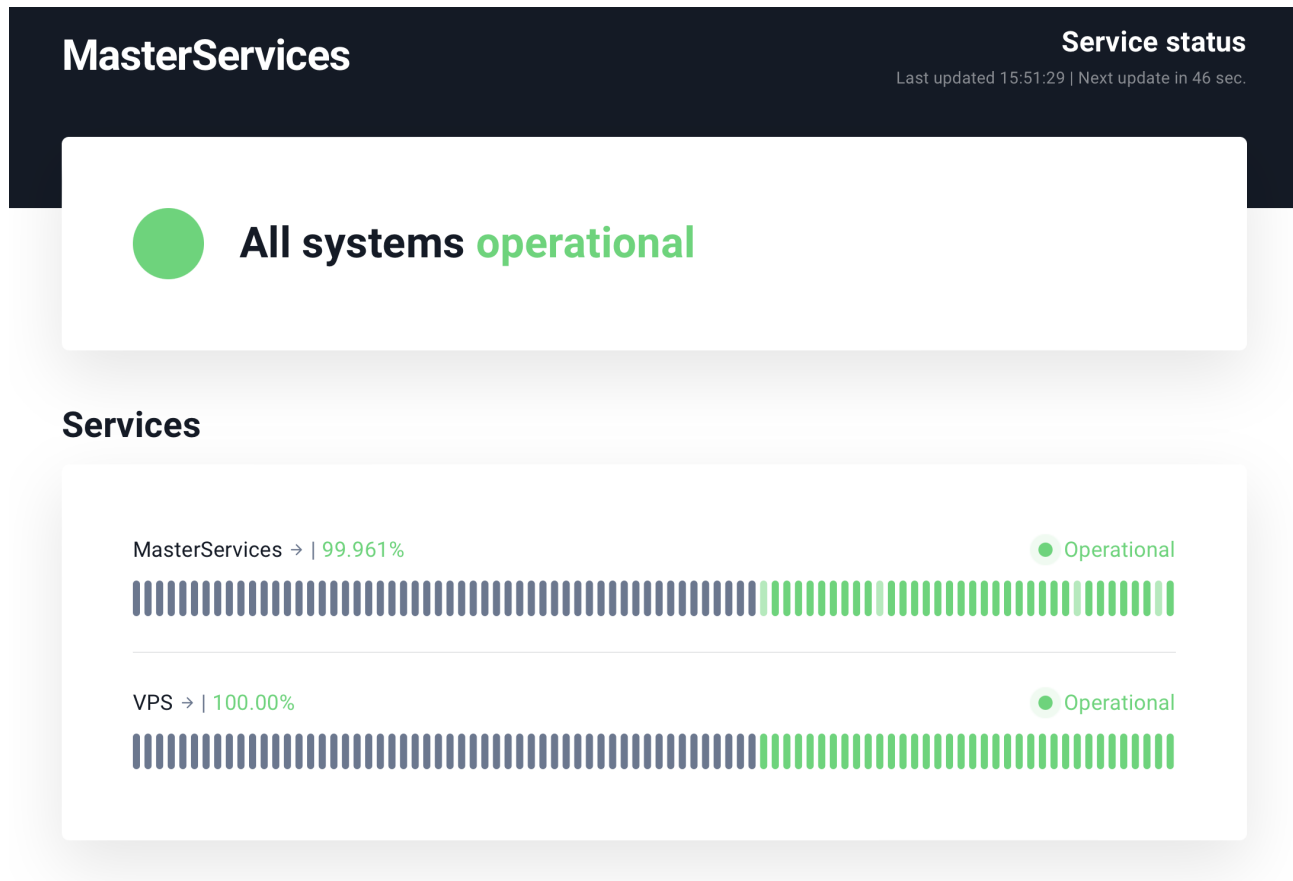 MasterServices
Service status
Last updated 15:51:29 | Next update in 46 sec.
All systems operational
Services
MasterServices → | 99.961%
Operational
VPS → | 100.00%
Operational